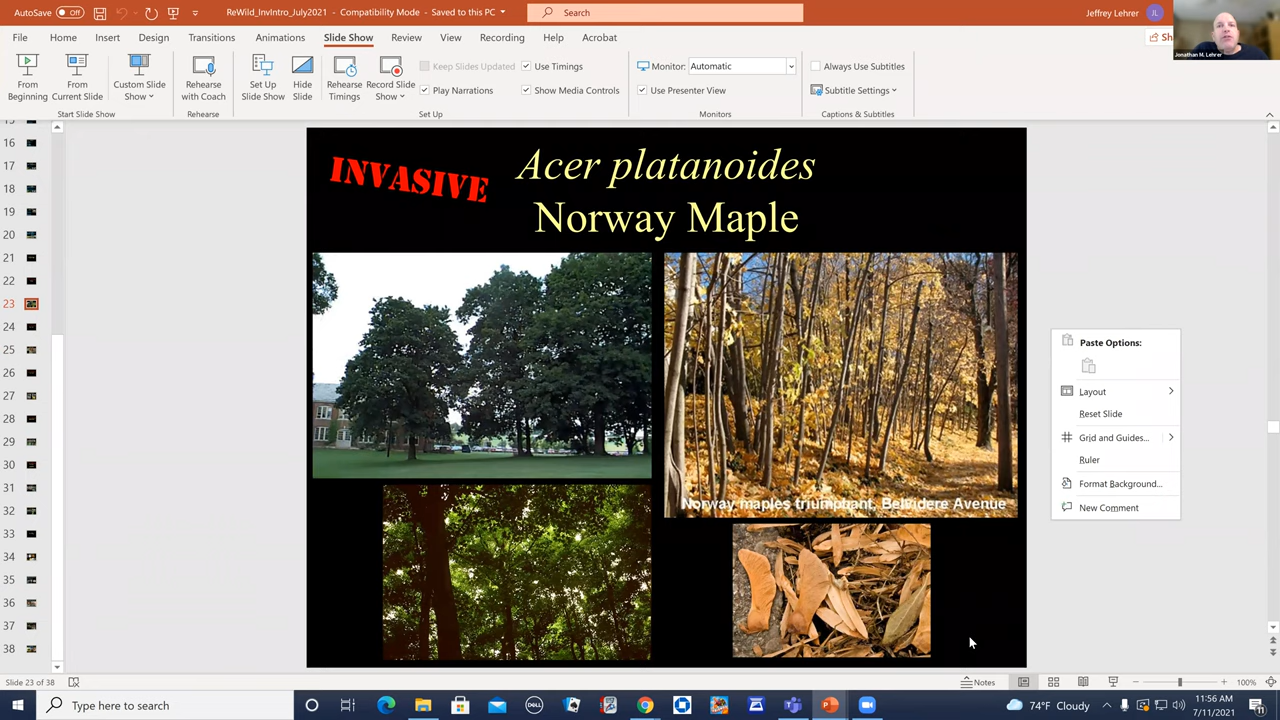 AutoSave Off ReWild_InvIntro_July2021 - Compatibility Mode - Saved to this PC Search Jeffrey Lehrer JL
File Home Insert Design Transitions Animations Slide Show Review View Recording Help Acrobat Sh
Jonathan M. Lehrer
From Beginning
From Current Slide
Custom Slide Show
Start Slide Show
Rehearse with Coach
Rehearse
Set Up Slide Show
Hide Slide
Rehearse Timings
Record Slide Show
Keep Slides Updated
Play Narrations
Use Timings
Show Media Controls
Set Up
Monitor: Automatic
Use Presenter View
Monitors
Always Use Subtitles
Subtitle Settings
Captions & Subtitles
16
17
18
19
20
21
22
23
24
25
26
27
28
29
30
31
32
33
34
35
36
37
38
INVASIVE
Acer platanoides
Norway Maple
Norway maples triumphant, Belvidere Avenue
Paste Options:
Layout
Reset Slide
Grid and Guides...
Ruler
Format Background...
New Comment
Slide 23 of 38 Notes 100%
Type here to search DELL 74°F Cloudy 11:56 AM
7/11/2021 11